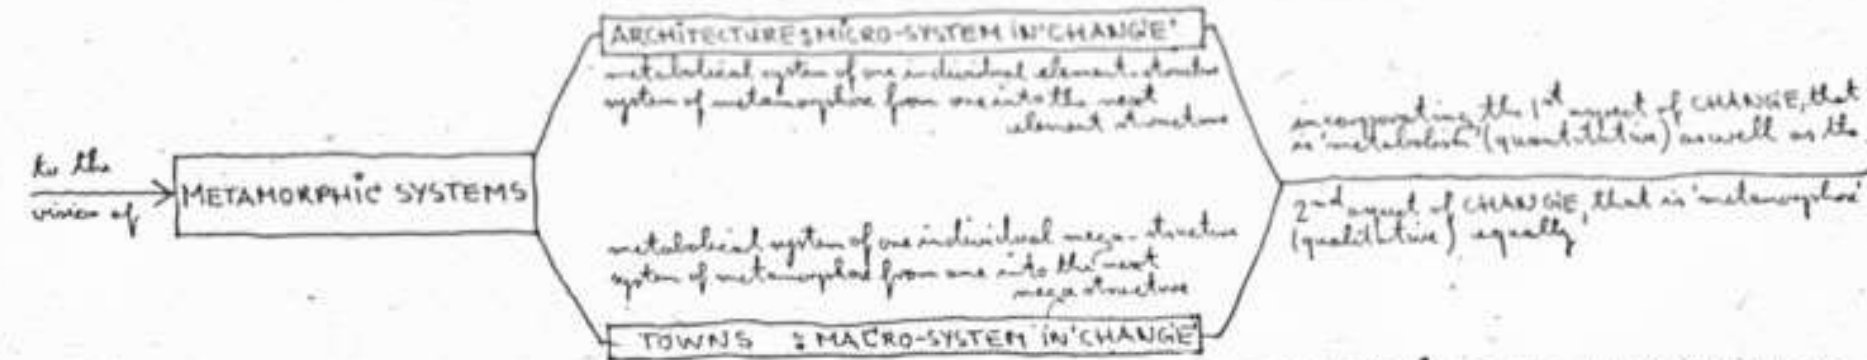 to the
vision of
METAMORPHIC SYSTEMS
ARCHITECTURE : MICRO-SYSTEM IN 'CHANGE'
metabolical system of one individual element-structure
system of metamorphose from one into the next
element structure
metabolical system of one individual mega-structure
system of metamorphose from one into the next
mega structure
TOWNS : MACRO-SYSTEM IN 'CHANGE'
incorporating the 1st aspect of CHANGE, that
is 'metabolism' (quantitative) as well as the
2nd aspect of CHANGE, that is 'metamorphose'
(qualitative) equally